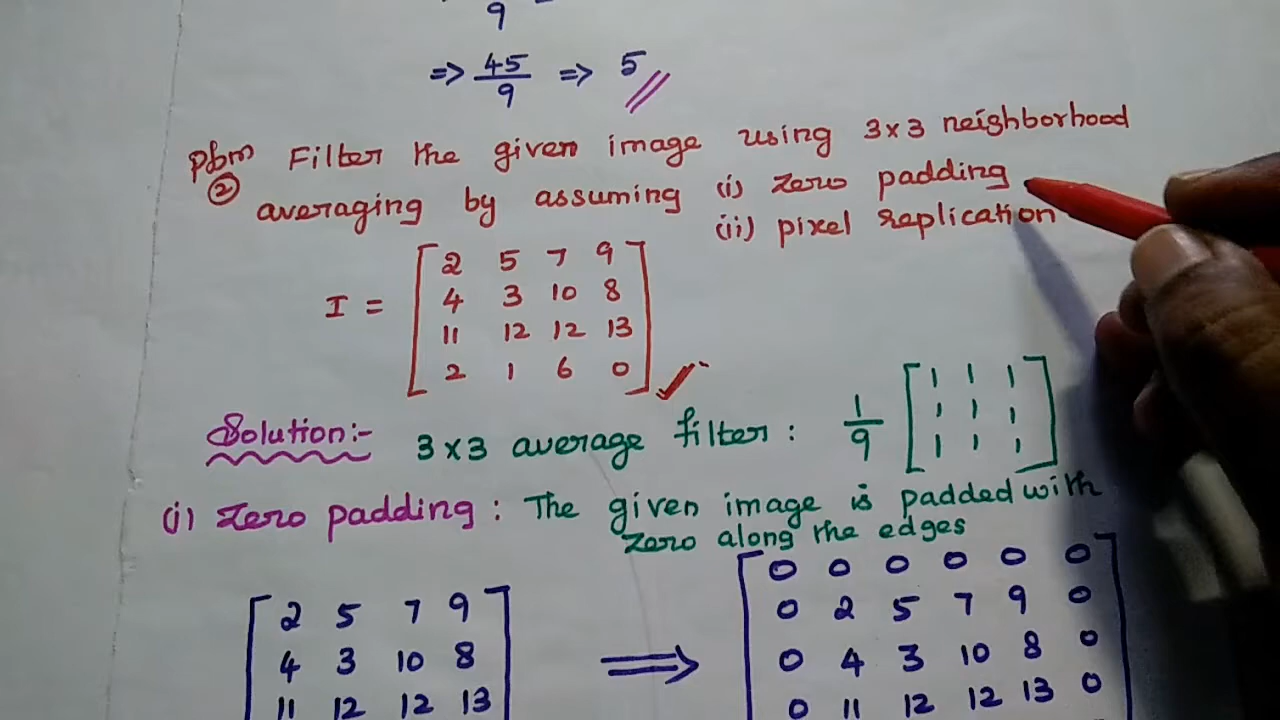 9
=> 45/9 => 5 //
Pbm Filter the given image using 3x3 neighborhood
② averaging by assuming (i) zero padding
(ii) pixel replication
2 5 7 9
I = 4 3 10 8
11 12 12 13
2 1 6 0
Solution:- 3x3 average filter : 1/9
1 1 1
1 1 1
1 1 1
(i) Zero padding : The given image is padded with
zero along the edges
0 0 0 0 0 0
2 5 7 9 0 2 5 7 9 0
4 3 10 8 => 0 4 3 10 8 0
11 12 12 13 0 11 12 12 13 0